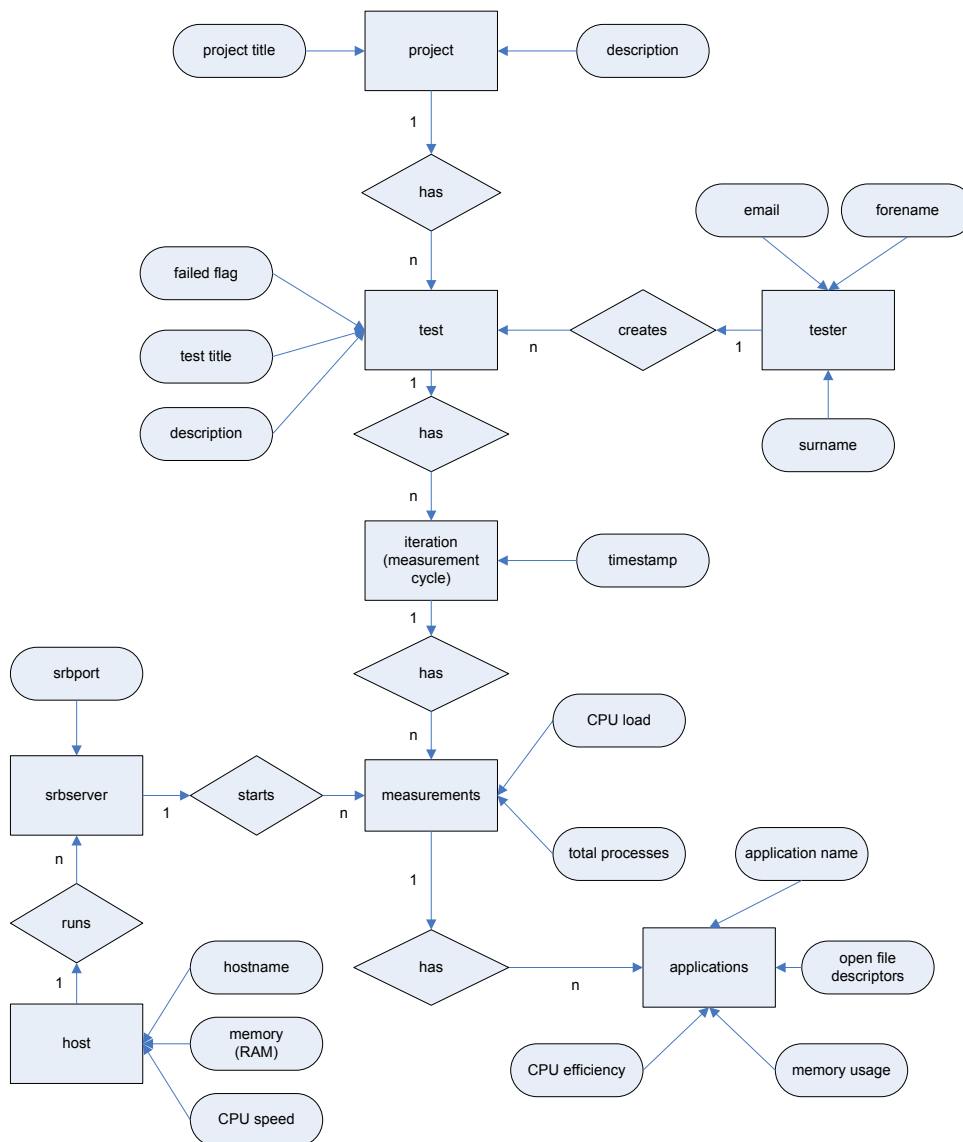 project title
project
description
1
has
n
email
forename
failed flag
test
creates
tester
n
1
test title
description
1
has
surname
n
iteration
(measurement
cycle)
timestamp
1
has
srbport
CPU load
n
srbserver
starts
measurements
1
n
total processes
application name
n
1
runs
has
applications
open file
descriptors
n
1
hostname
host
memory
(RAM)
CPU efficiency
memory usage
CPU speed